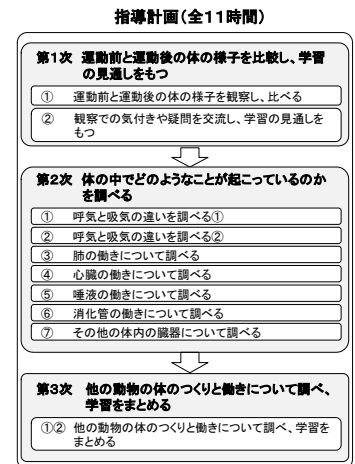 指導計画(全11時間)
第1次 運動前と運動後の体の様子を比較し、学習
の見通しをもつ
① 運動前と運動後の体の様子を観察し、比べる
② 観察での気付きや疑問を交流し、学習の見通しを
もつ
第2次 体の中でどのようなことが起こっているのか
を調べる
① 呼気と吸気の違いを調べる①
② 呼気と吸気の違いを調べる②
③ 肺の働きについて調べる
④ 心臓の働きについて調べる
⑤ 唾液の働きについて調べる
⑥ 消化管の働きについて調べる
⑦ その他の体内の臓器について調べる
第3次 他の動物の体のつくりと働きについて調べ、
学習をまとめる
①② 他の動物の体のつくりと働きについて調べ、学習を
まとめる